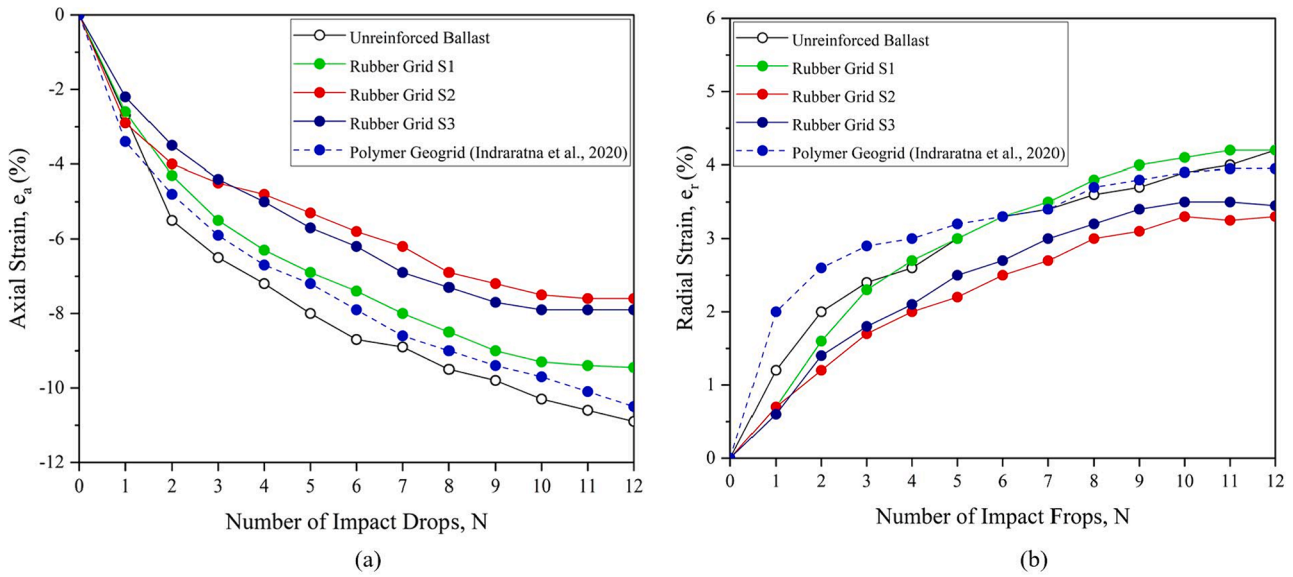 0
-2
-4
-6
-8
-10
-12
Axial Strain, eₐ (%)
Unreinforced Ballast
Rubber Grid S1
Rubber Grid S2
Rubber Grid S3
Polymer Geogrid (Indraratna et al., 2020)
0 1 2 3 4 5 6 7 8 9 10 11 12
Number of Impact Drops, N
(a)
6
5
4
3
2
1
0
Radial Strain, eᵣ (%)
Unreinforced Ballast
Rubber Grid S1
Rubber Grid S2
Rubber Grid S3
Polymer Geogrid (Indraratna et al., 2020)
0 1 2 3 4 5 6 7 8 9 10 11 12
Number of Impact Frops, N
(b)